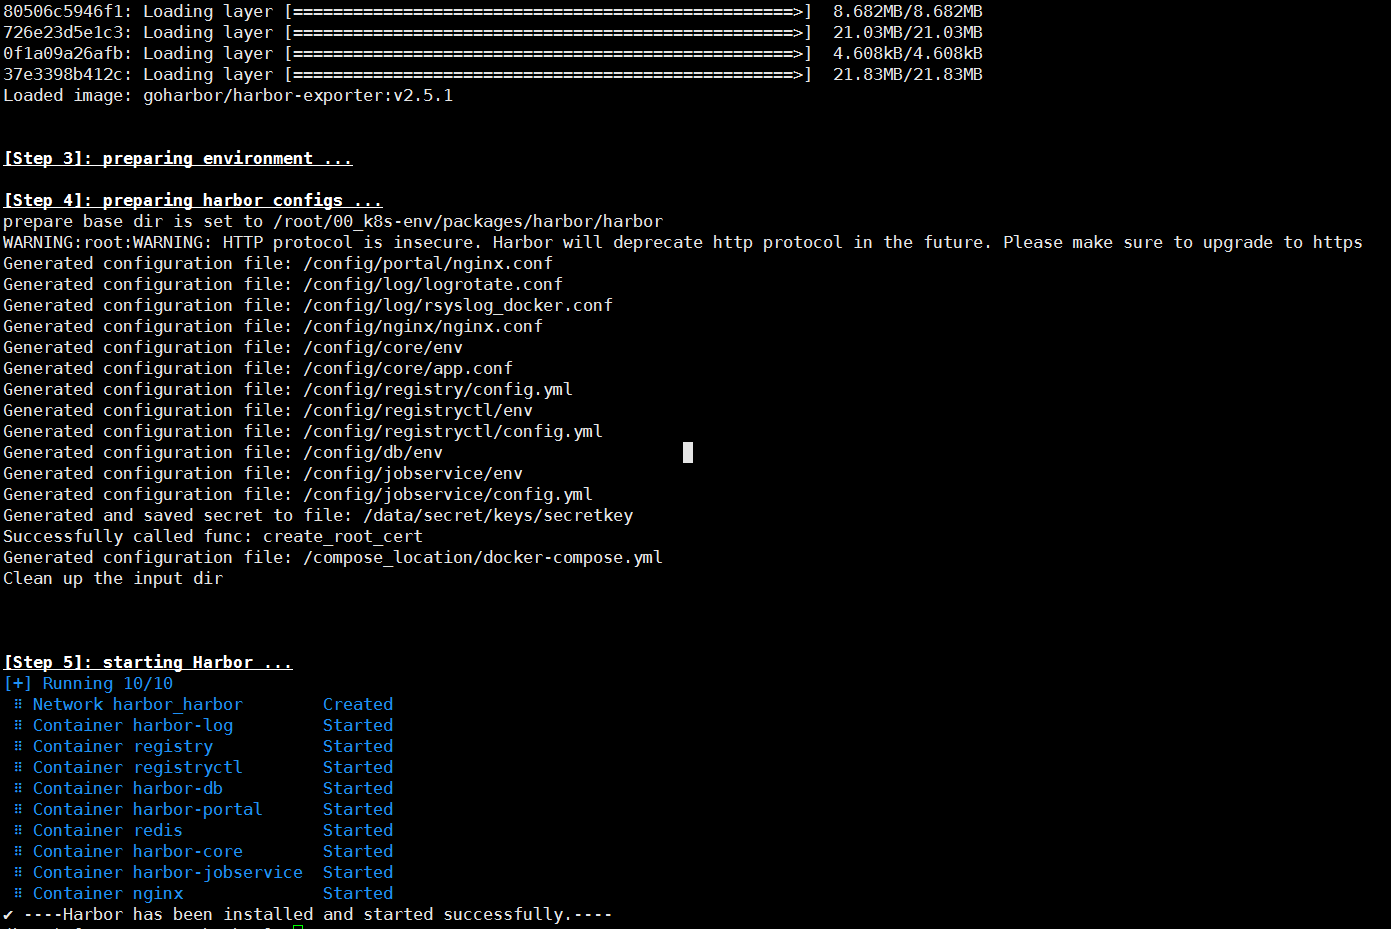 80506c5946f1: Loading layer [==================================================>]  8.682MB/8.682MB
726e23d5e1c3: Loading layer [==================================================>]  21.03MB/21.03MB
0f1a09a26afb: Loading layer [==================================================>]  4.608kB/4.608kB
37e3398b412c: Loading layer [==================================================>]  21.83MB/21.83MB
Loaded image: goharbor/harbor-exporter:v2.5.1
[Step 3]: preparing environment ...
[Step 4]: preparing harbor configs ...
prepare base dir is set to /root/00_k8s-env/packages/harbor/harbor
WARNING:root:WARNING: HTTP protocol is insecure. Harbor will deprecate http protocol in the future. Please make sure to upgrade to https
Generated configuration file: /config/portal/nginx.conf
Generated configuration file: /config/log/logrotate.conf
Generated configuration file: /config/log/rsyslog_docker.conf
Generated configuration file: /config/nginx/nginx.conf
Generated configuration file: /config/core/env
Generated configuration file: /config/core/app.conf
Generated configuration file: /config/registry/config.yml
Generated configuration file: /config/registryctl/env
Generated configuration file: /config/registryctl/config.yml
Generated configuration file: /config/db/env
Generated configuration file: /config/jobservice/env
Generated configuration file: /config/jobservice/config.yml
Generated and saved secret to file: /data/secret/keys/secretkey
Successfully called func: create_root_cert
Generated configuration file: /compose_location/docker-compose.yml
Clean up the input dir
[Step 5]: starting Harbor ...
[+] Running 10/10
⠿ Network harbor_harbor        Created
⠿ Container harbor-log         Started
⠿ Container registry           Started
⠿ Container registryctl        Started
⠿ Container harbor-db          Started
⠿ Container harbor-portal      Started
⠿ Container redis              Started
⠿ Container harbor-core        Started
⠿ Container harbor-jobservice  Started
⠿ Container nginx              Started
✔ ----Harbor has been installed and started successfully.----